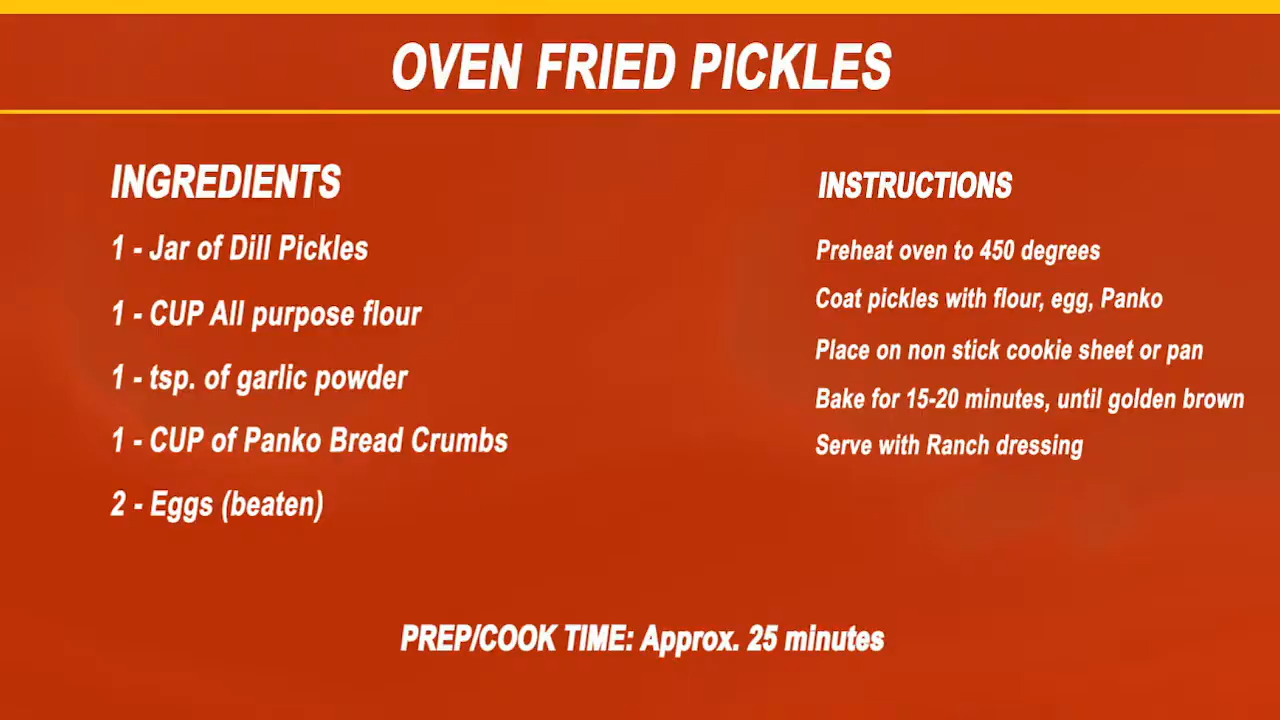 OVEN FRIED PICKLES
INGREDIENTS
1 - Jar of Dill Pickles
1 - CUP All purpose flour
1 - tsp. of garlic powder
1 - CUP of Panko Bread Crumbs
2 - Eggs (beaten)
INSTRUCTIONS
Preheat oven to 450 degrees
Coat pickles with flour, egg, Panko
Place on non stick cookie sheet or pan
Bake for 15-20 minutes, until golden brown
Serve with Ranch dressing
PREP/COOK TIME: Approx. 25 minutes